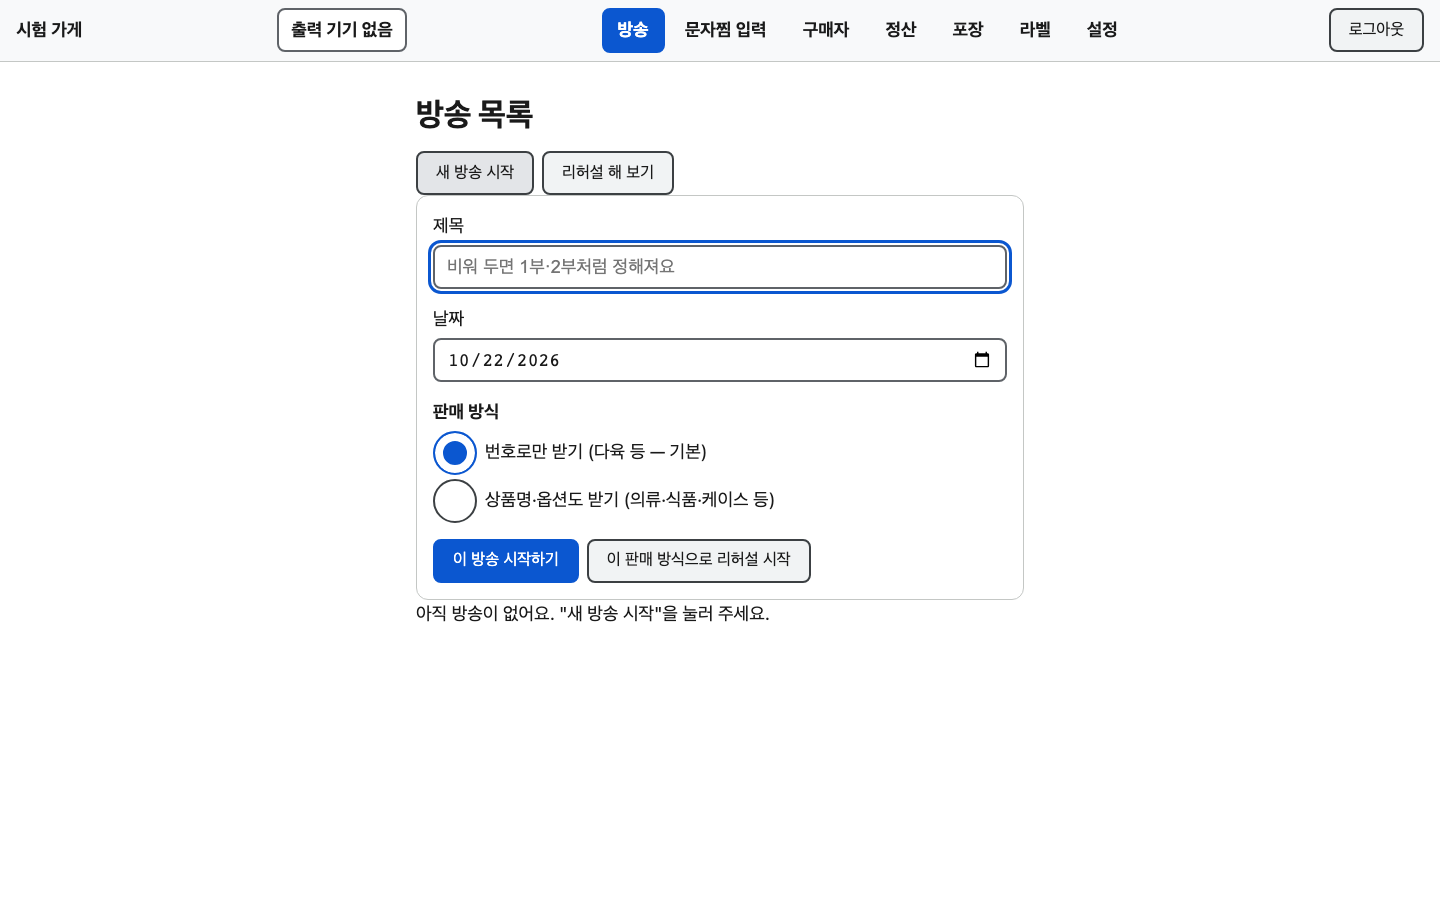 시험 가게
출력 기기 없음
방송
문자찜 입력
구매자
정산
포장
라벨
설정
로그아웃
방송 목록
새 방송 시작
리허설 해 보기
제목
비워 두면 1부·2부처럼 정해져요
날짜
10/22/2026
판매 방식
번호로만 받기 (다육 등 — 기본)
상품명·옵션도 받기 (의류·식품·케이스 등)
이 방송 시작하기
이 판매 방식으로 리허설 시작
아직 방송이 없어요. "새 방송 시작"을 눌러 주세요.